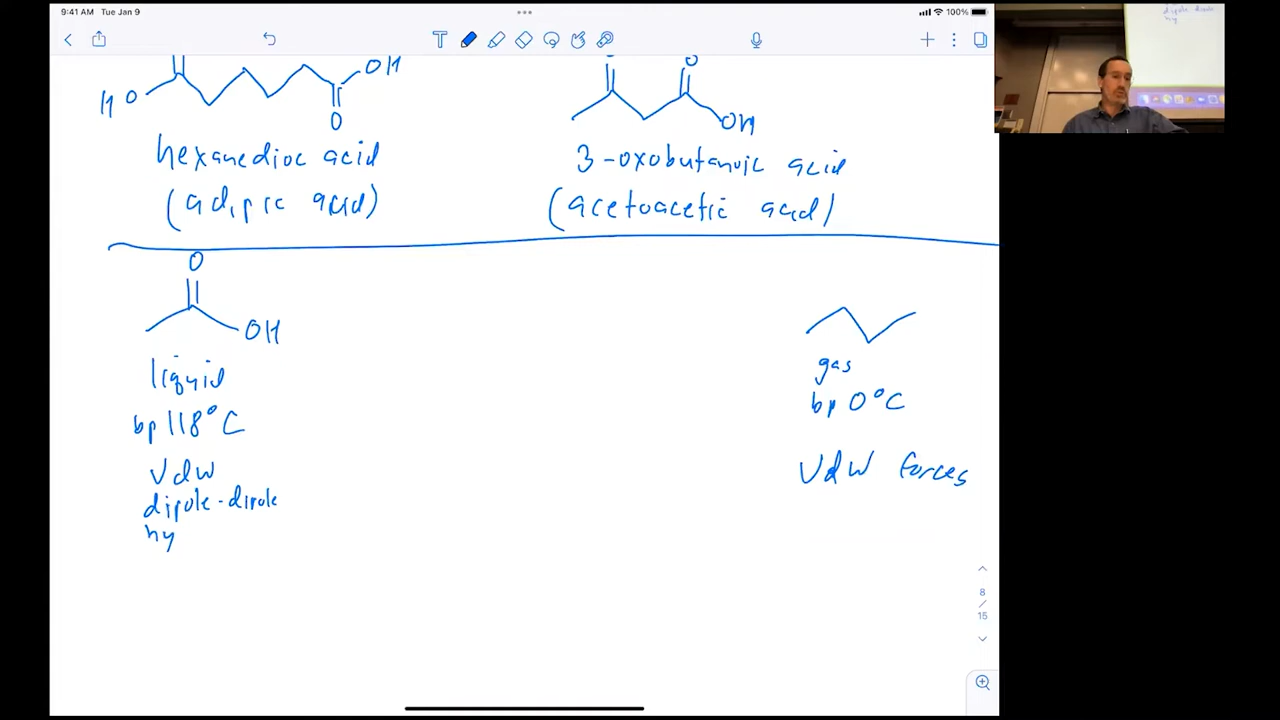 9:41 AM Tue Jan 9
100%
OH
HO
O
O
OH
hexanedioc acid
(adipic acid)
3-oxobutanoic acid
(acetoacetic acid)
O
OH
liquid
bp 118°C
vdw
dipole-dipole
hy
gas
bp 0°C
VdW forces
8
/
15